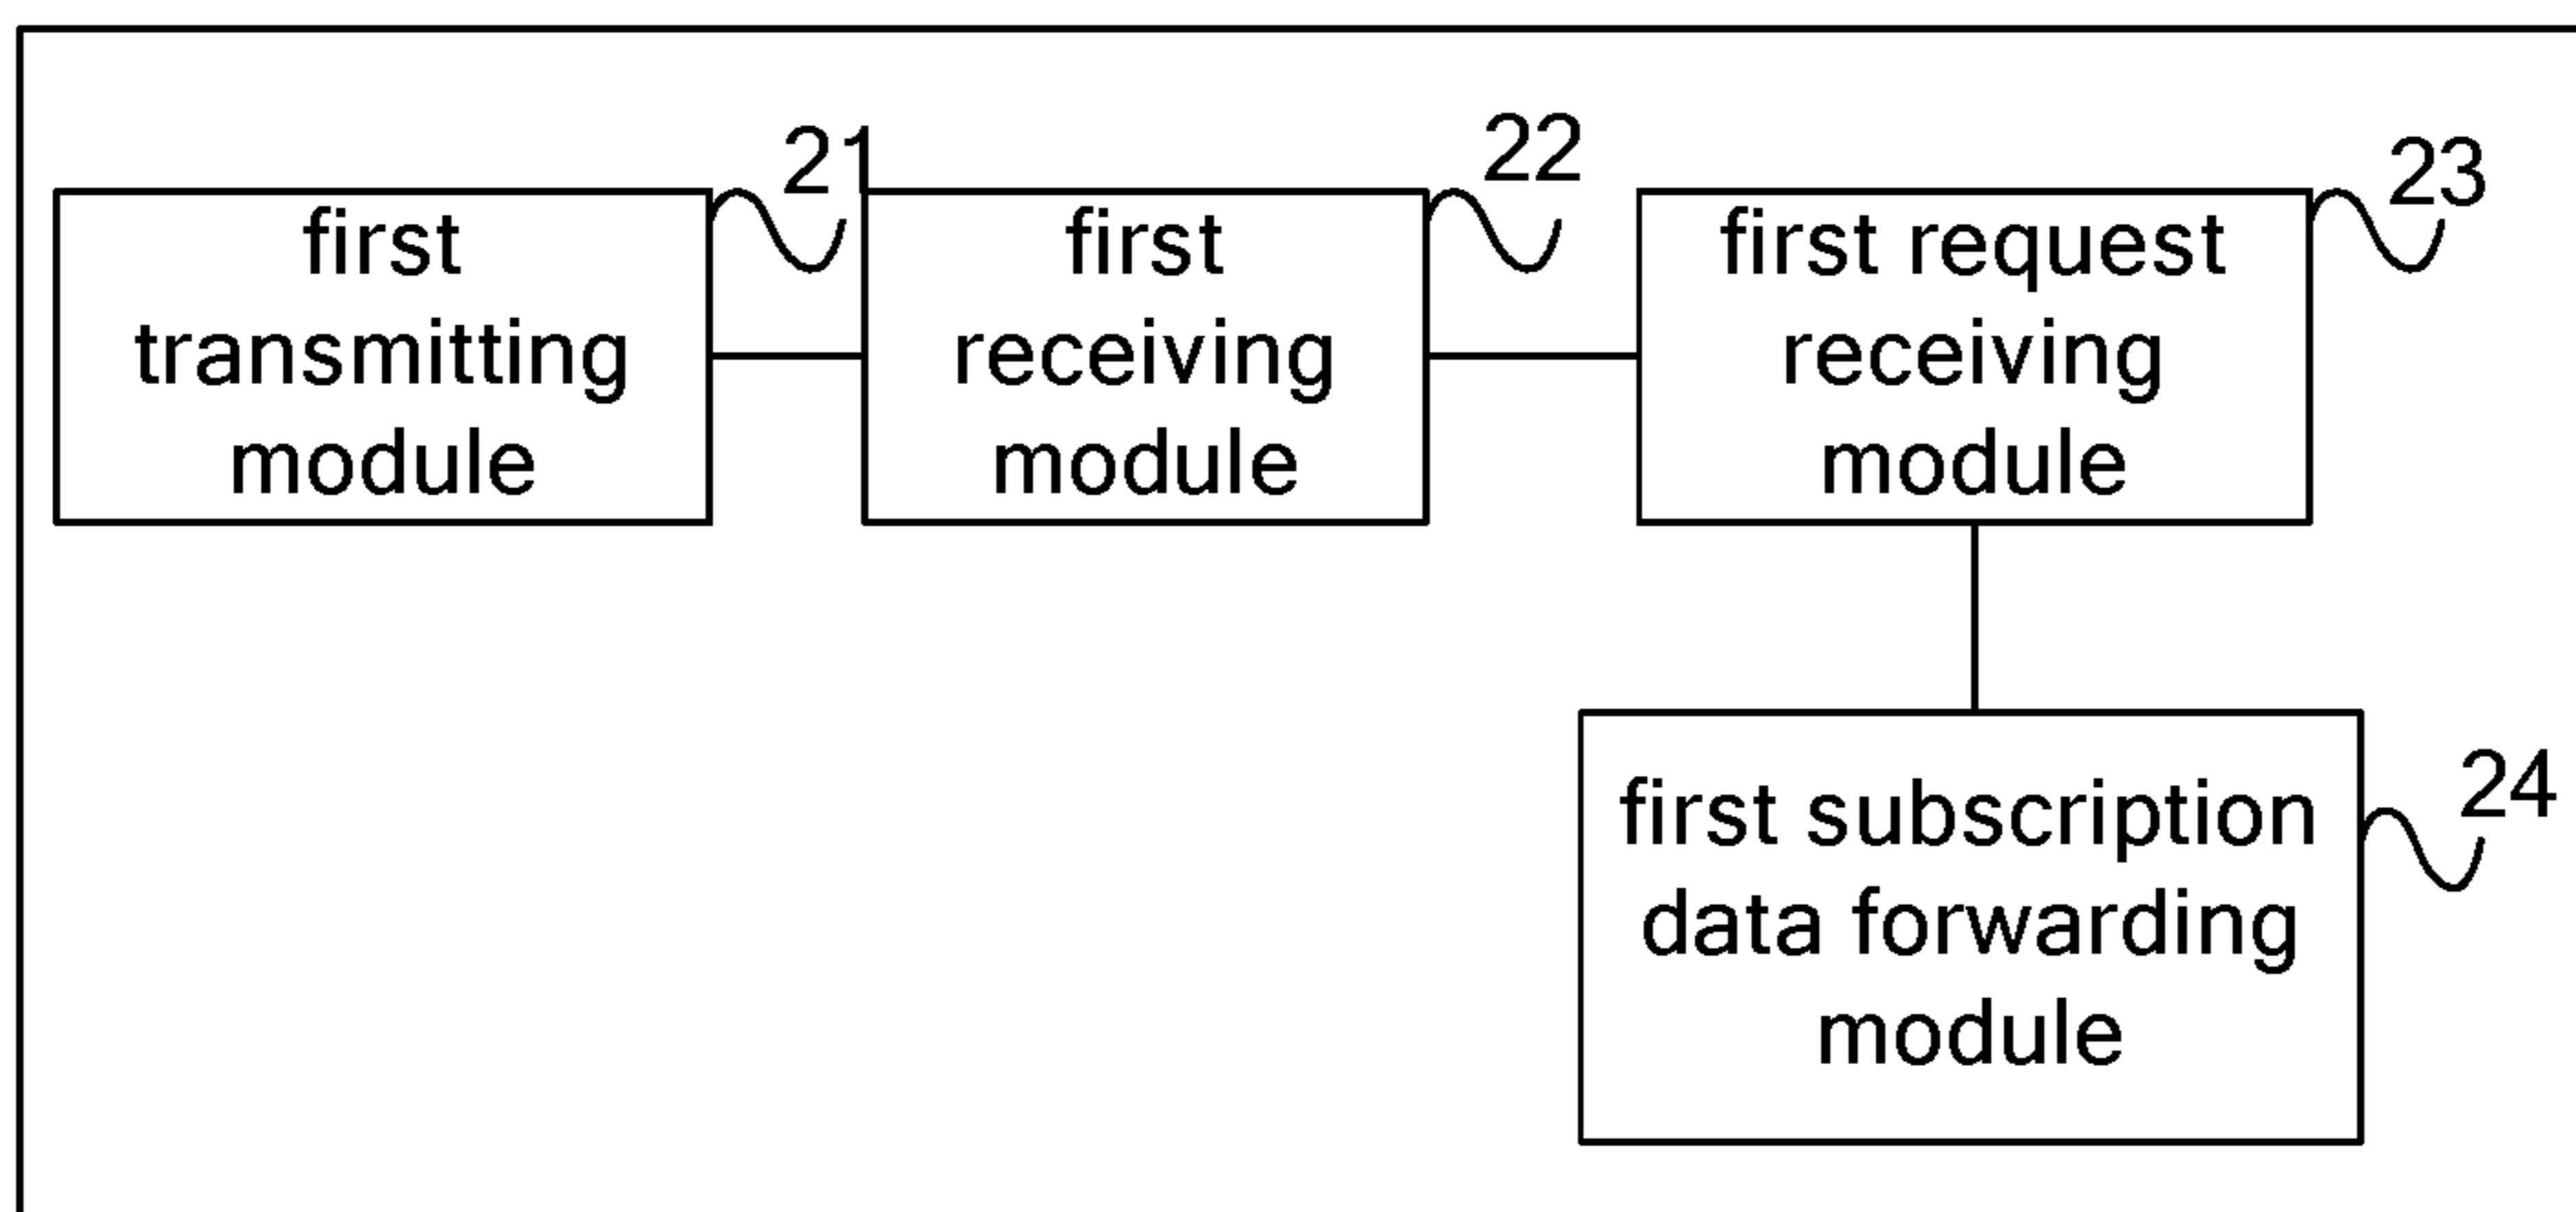 21
22
23
first
transmitting
module
first
receiving
module
first request
receiving
module
24
first subscription
data forwarding
module